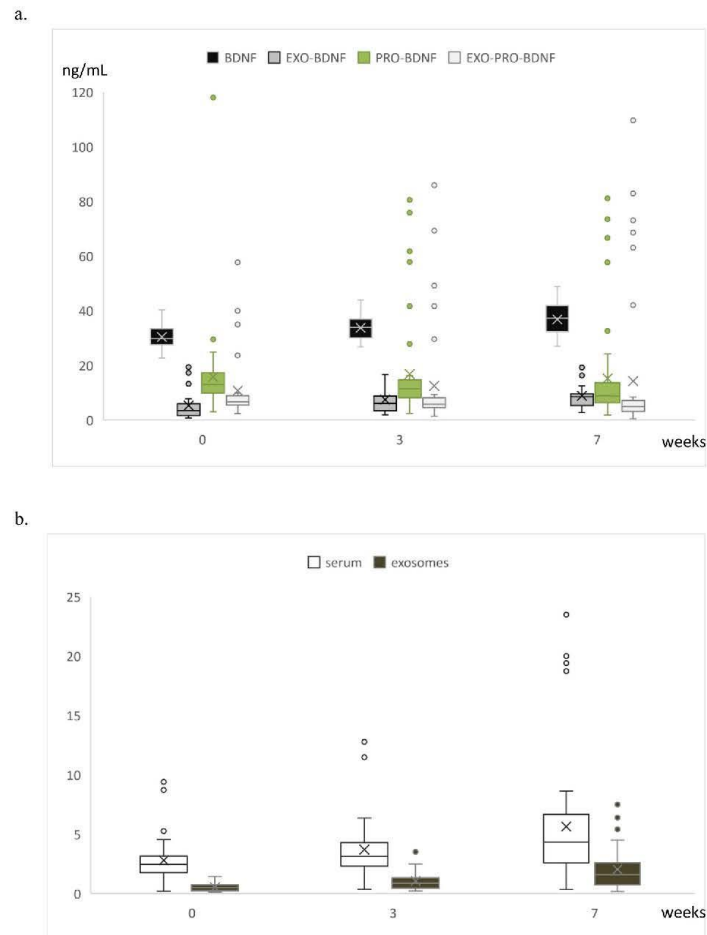 a.
BDNF EXO-BDNF PRO-BDNF EXO-PRO-BDNF
ng/mL
120
100
80
60
40
20
0
0 3 7 weeks
b.
serum exosomes
25
20
15
10
5
0
0 3 7 weeks